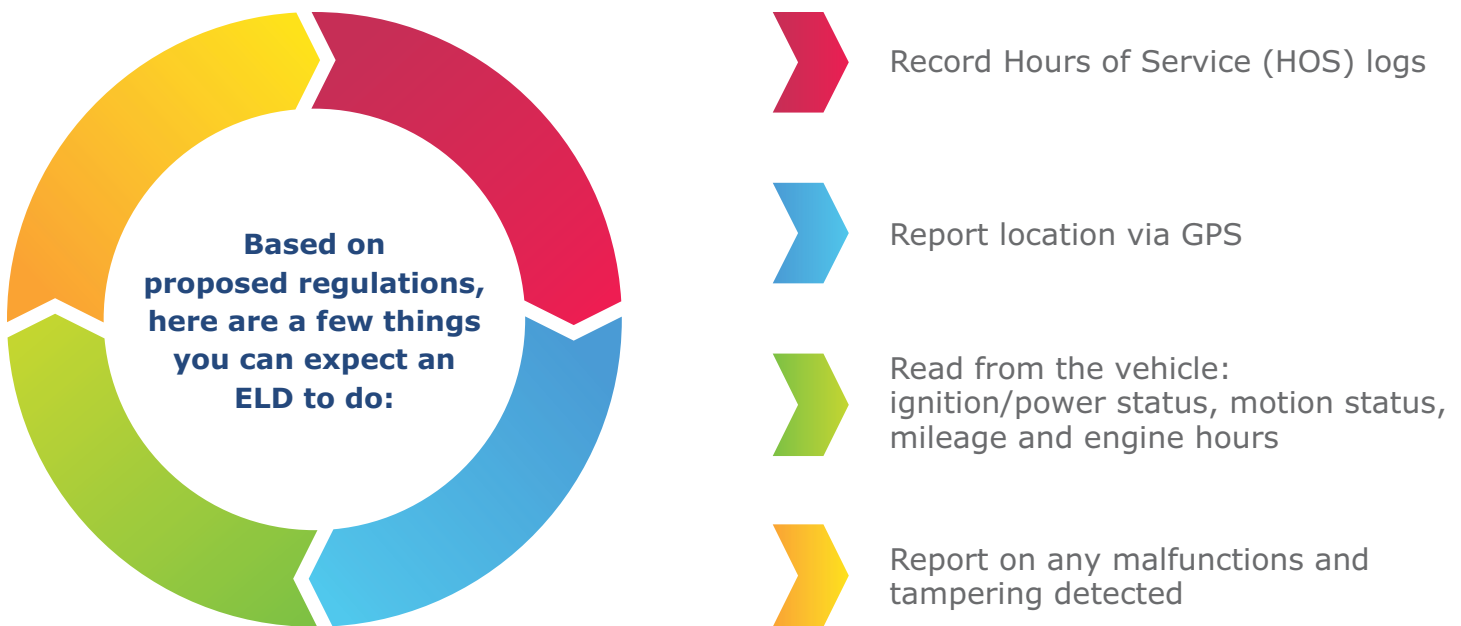 Based on
proposed regulations,
here are a few things
you can expect an
ELD to do:
Record Hours of Service (HOS) logs
Report location via GPS
Read from the vehicle:
ignition/power status, motion status,
mileage and engine hours
Report on any malfunctions and
tampering detected